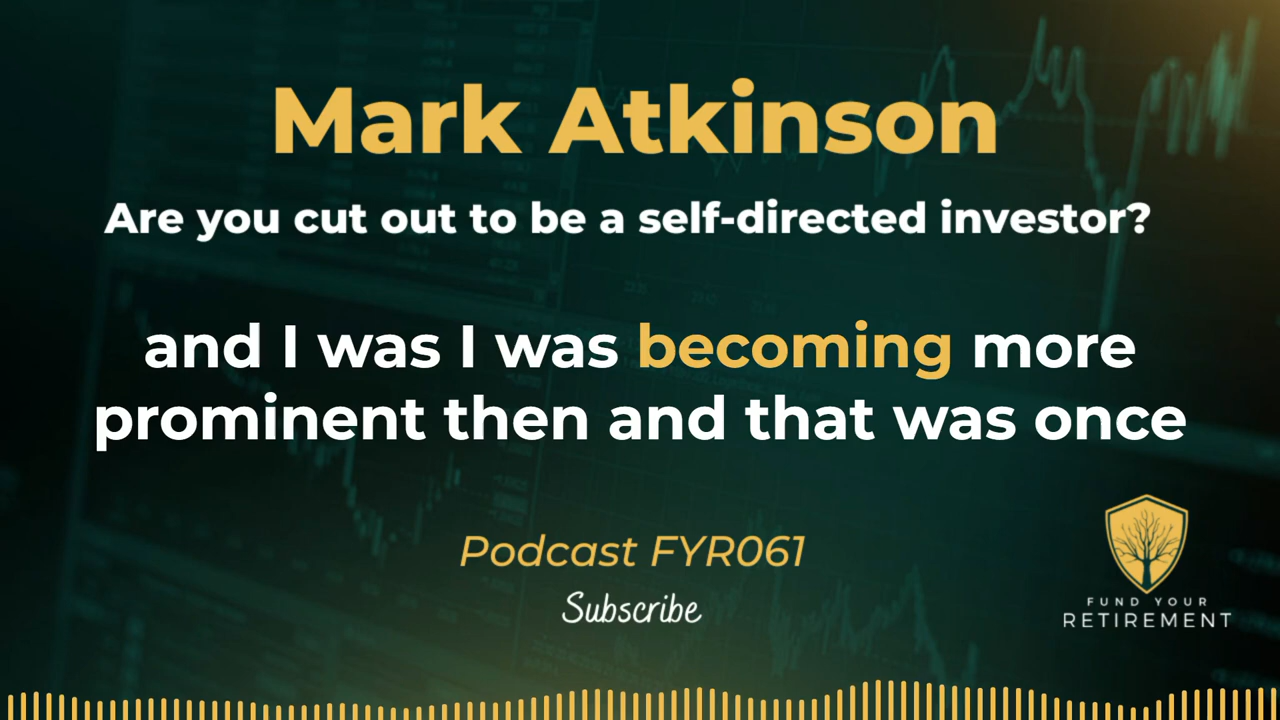 Mark Atkinson
Are you cut out to be a self-directed investor?
and I was I was becoming more
prominent then and that was once
Podcast FYR061
Subscribe
FUND YOUR
RETIREMENT